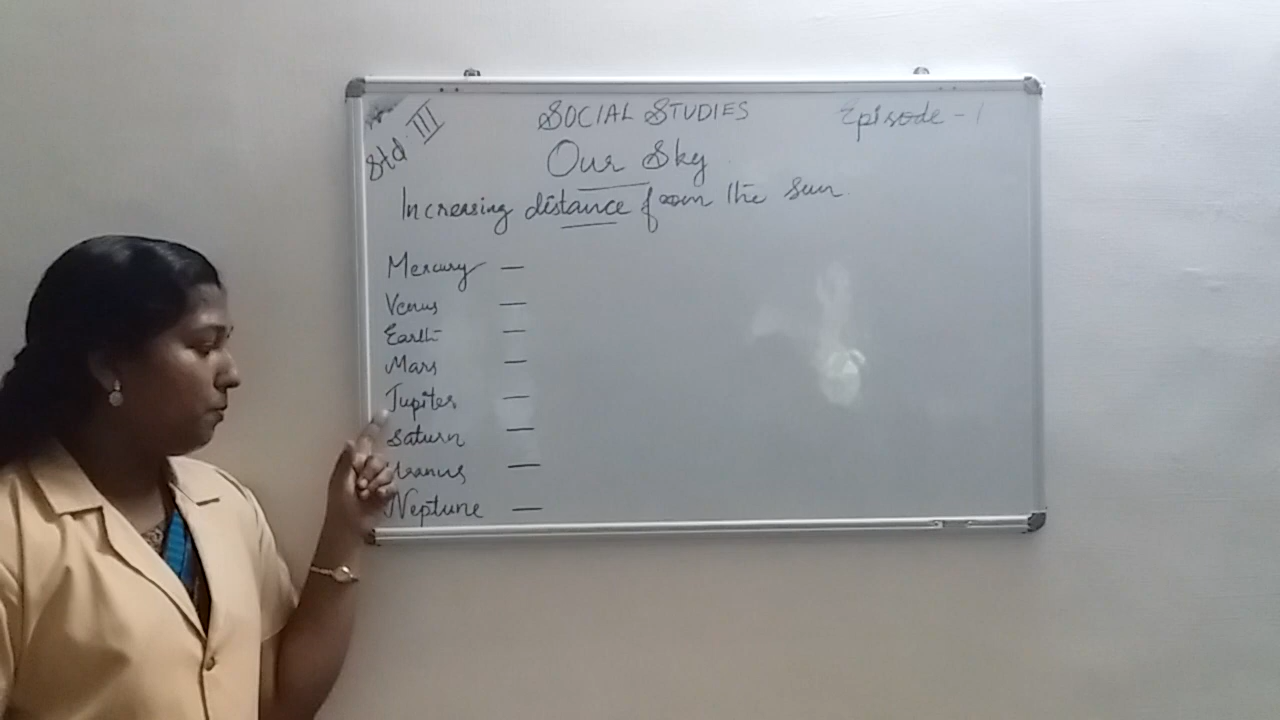 Std III
SOCIAL STUDIES
Episode - 1
Our Sky
Increasing distance from the Sun.
Mercury —
Venus —
Earth —
Mars —
Jupiter —
Saturn —
Uranus —
Neptune —